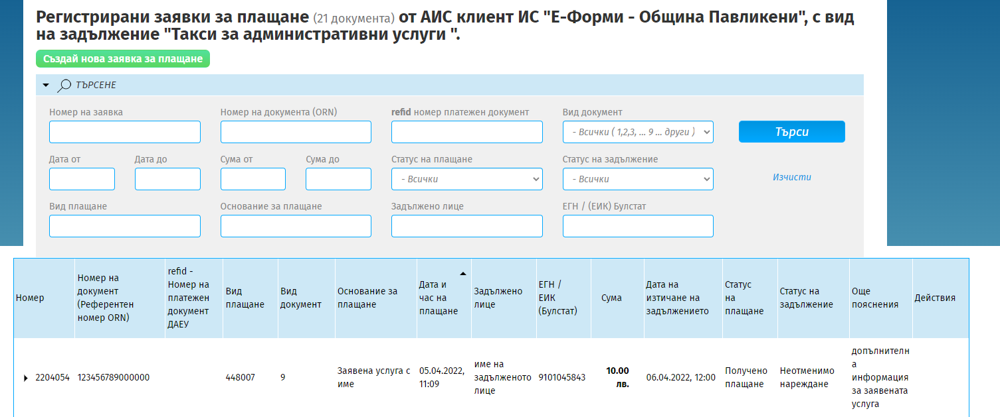 Регистрирани заявки за плащане (21 документа) от АИС клиент ИС "Е-Форми - Община Павликени", с вид
на задължение "Такси за административни услуги ".
Създай нова заявка за плащане
ТЪРСЕНЕ
Номер на заявка
Номер на документа (ORN)
refid номер платежен документ
Вид документ
- Всички ( 1,2,3, ... 9 ... други )
Търси
Дата от
Дата до
Сума от
Сума до
Статус на плащане
Статус на задължение
- Всички
- Всички
Изчисти
Вид плащане
Основание за плащане
Задължено лице
ЕГН / (ЕИК) Булстат
Номер
Номер на
документ
(Референтен
номер ORN)
refid -
Номер на
платежен
документ
ДАЕУ
Вид
плащане
Вид
документ
Основание за
плащане
Дата и
час на
плащане
Задължено
лице
ЕГН /
ЕИК
(Булстат)
Сума
Дата на
изтичане на
задължението
Статус
на
плащане
Статус на
задължение
Още
пояснения
Действия
2204054
123456789000000
448007
9
Заявена услуга с
име
05.04.2022,
11:09
име на
задълженото
лице
9101045843
10.00
лв.
06.04.2022, 12:00
Получено
плащане
Неотменимо
нареждане
допълнителн
а
информация
за заявената
услуга